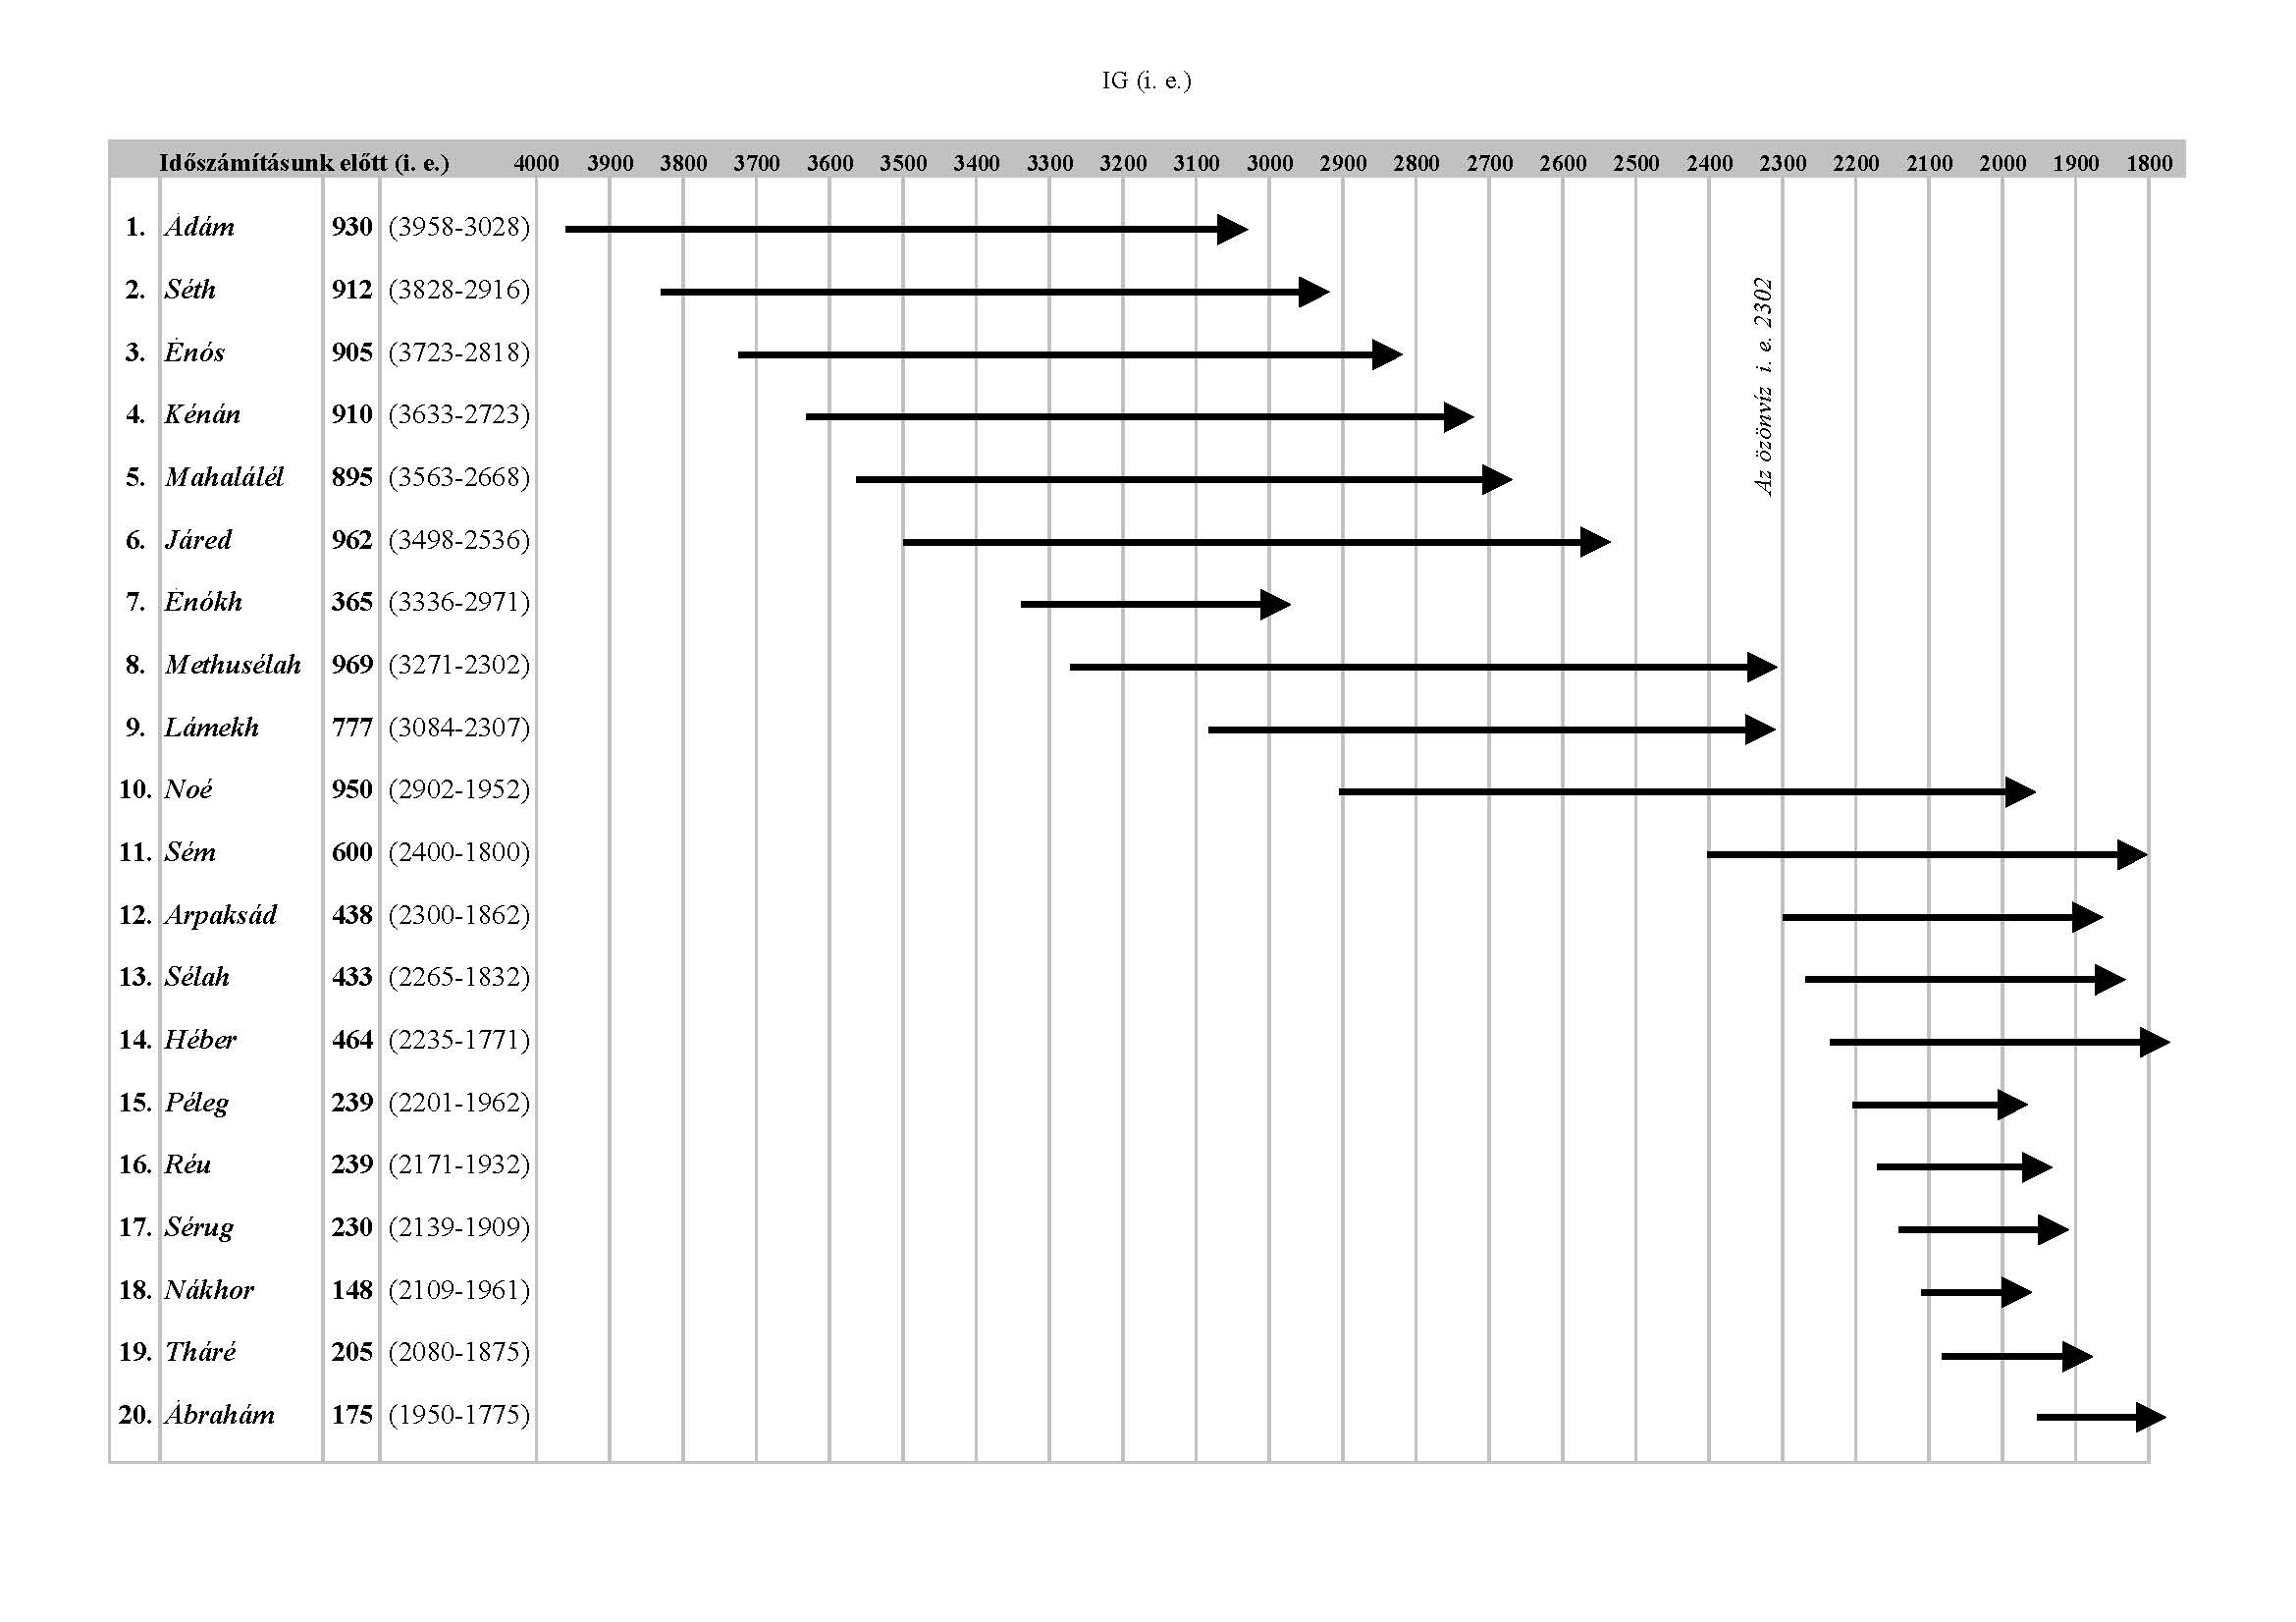 IG (i. e.)
Időszámításunk előtt (i. e.) 4000 3900 3800 3700 3600 3500 3400 3300 3200 3100 3000 2900 2800 2700 2600 2500 2400 2300 2200 2100 2000 1900 1800
1. Ádám 930 (3958-3028)
2. Séth 912 (3828-2916)
3. Énós 905 (3723-2818)
4. Kénán 910 (3633-2723)
5. Mahalálél 895 (3563-2668)
6. Járed 962 (3498-2536)
7. Énókh 365 (3336-2971)
8. Methusélah 969 (3271-2302)
9. Lámekh 777 (3084-2307)
10. Noé 950 (2902-1952)
11. Sém 600 (2400-1800)
12. Arpaksád 438 (2300-1862)
13. Sélah 433 (2265-1832)
14. Héber 464 (2235-1771)
15. Péleg 239 (2201-1962)
16. Réu 239 (2171-1932)
17. Sérug 230 (2139-1909)
18. Nákhor 148 (2109-1961)
19. Tháré 205 (2080-1875)
20. Ábrahám 175 (1950-1775)
Az özönvíz i. e. 2302